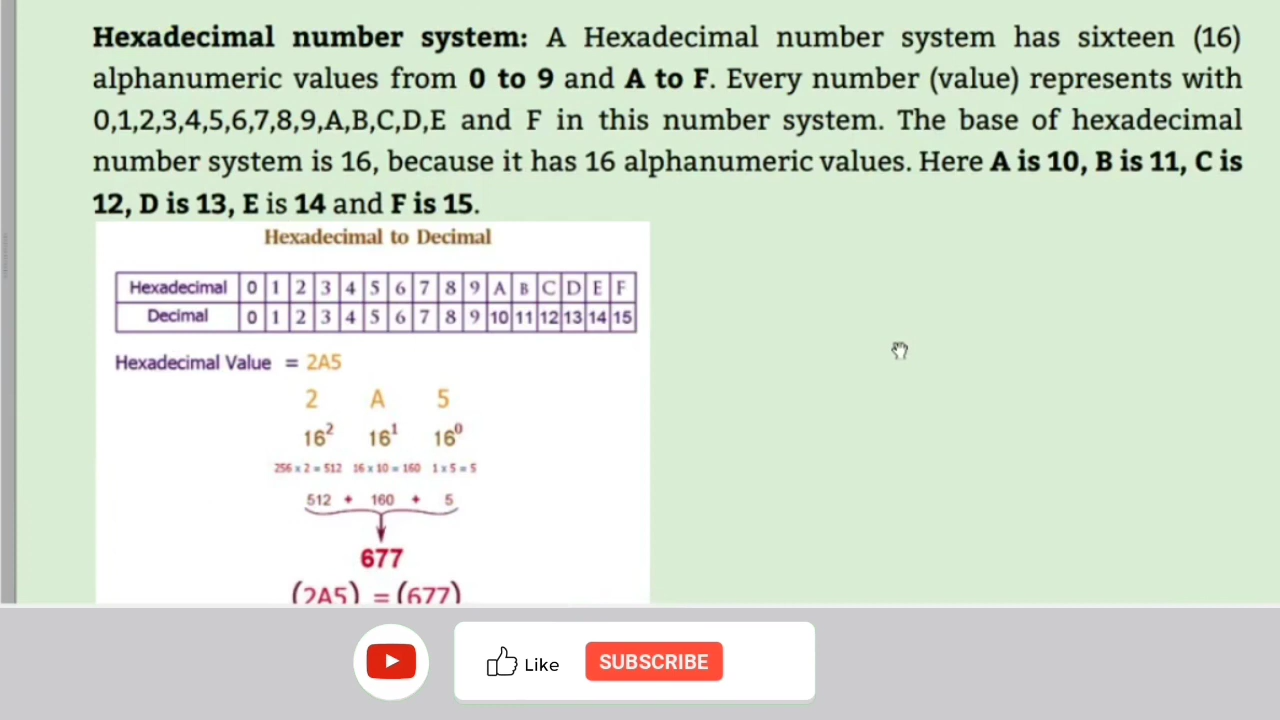 Hexadecimal number system: A Hexadecimal number system has sixteen (16)
alphanumeric values from 0 to 9 and A to F. Every number (value) represents with
0,1,2,3,4,5,6,7,8,9,A,B,C,D,E and F in this number system. The base of hexadecimal
number system is 16, because it has 16 alphanumeric values. Here A is 10, B is 11, C is
12, D is 13, E is 14 and F is 15.
Hexadecimal to Decimal
Hexadecimal 0 1 2 3 4 5 6 7 8 9 A B C D E F
Decimal 0 1 2 3 4 5 6 7 8 9 10 11 12 13 14 15
Hexadecimal Value = 2A5
2 A 5
16² 16¹ 16⁰
256 x 2 = 512 16 x 10 = 160 1 x 5 = 5
512 + 160 + 5
677
(2A5) = (677)
Like SUBSCRIBE